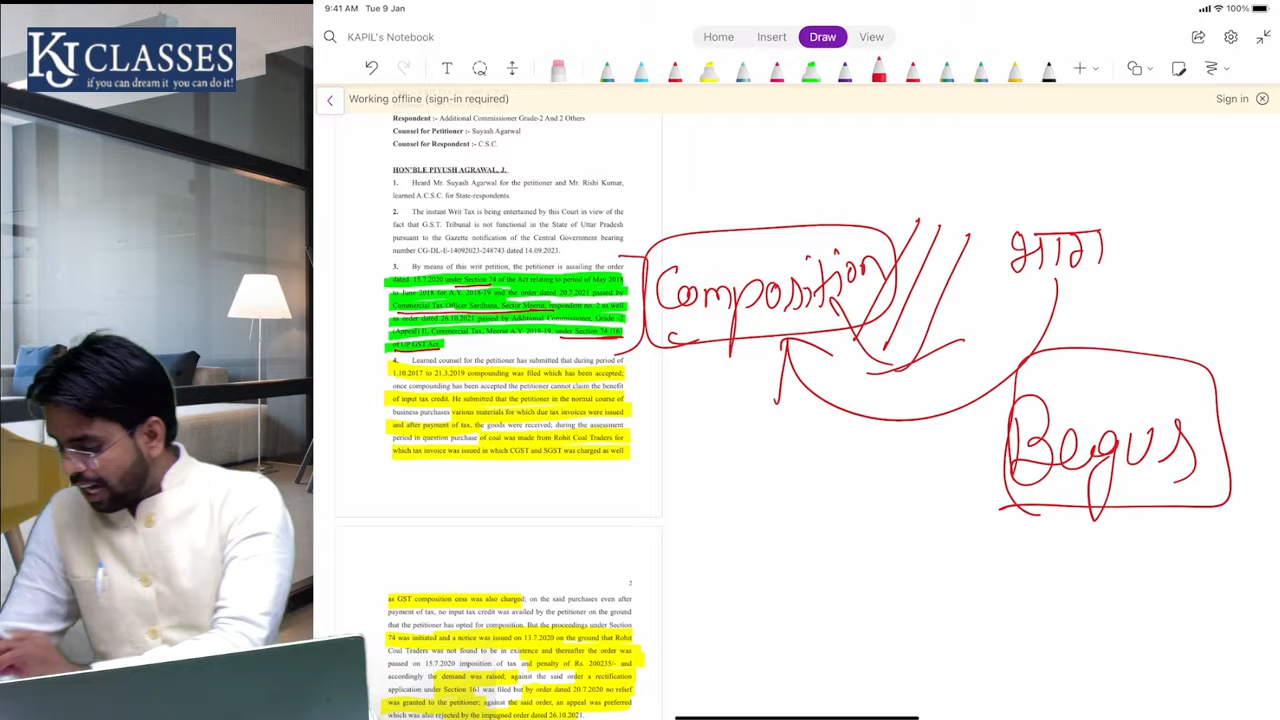 9:41 AM Tue 9 Jan
100%
KJ CLASSES
if you can dream it you can do it!
KAPIL's Notebook
Home Insert Draw View
Working offline (sign-in required)
Sign in
Respondent :- Additional Commissioner Grade-2 And 2 Others
Counsel for Petitioner :- Suyash Agarwal
Counsel for Respondent :- C.S.C.
HON'BLE PIYUSH AGRAWAL, J.
1. Heard Mr. Suyash Agarwal for the petitioner and Mr. Rishi Kumar,
learned A.C.S.C. for State-respondents.
2. The instant Writ Tax is being entertained by this Court in view of the
fact that G.S.T. Tribunal is not functional in the State of Uttar Pradesh
pursuant to the Gazette notification of the Central Government bearing
number CG-DL-E-14092023-248743 dated 14.09.2023.
3. By means of this writ petition, the petitioner is assailing the order
dated 15.7.2020 under Section 74 of the Act relating to period of May 2018
to June 2018 for A.Y. 2018-19 and the order dated 20.7.2021 passed by
Commercial Tax Officer Sardhana, Sector Meerut, respondent no. 2 as well
as order dated 26.10.2021 passed by Additional Commissioner, Grade -2
(Appeal) II, Commercial Tax, Meerut A.Y. 2018-19, under Section 74 /161
of UP GST Act.
4. Learned counsel for the petitioner has submitted that during period of
1.10.2017 to 21.3.2019 compounding was filed which has been accepted;
once compounding has been accepted the petitioner cannot claim the benefit
of input tax credit. He submitted that the petitioner in the normal course of
business purchases various materials for which due tax invoices were issued
and after payment of tax, the goods were received; during the assessment
period in question purchase of coal was made from Rohit Coal Traders for
which tax invoice was issued in which CGST and SGST was charged as well
2
as GST composition cess was also charged; on the said purchases even after
payment of tax, no input tax credit was availed by the petitioner on the ground
that the petitioner has opted for composition. But the proceedings under Section
74 was initiated and a notice was issued on 13.7.2020 on the ground that Rohit
Coal Traders was not found to be in existence and thereafter the order was
passed on 15.7.2020 imposition of tax and penalty of Rs. 200235/- and
accordingly the demand was raised; against the said order a rectification
application under Section 161 was filed but by order dated 20.7.2020 no relief
was granted to the petitioner; against the said order, an appeal was preferred
which was also rejected by the impugned order dated 26.10.2021.
Composition
भाग
Bogus